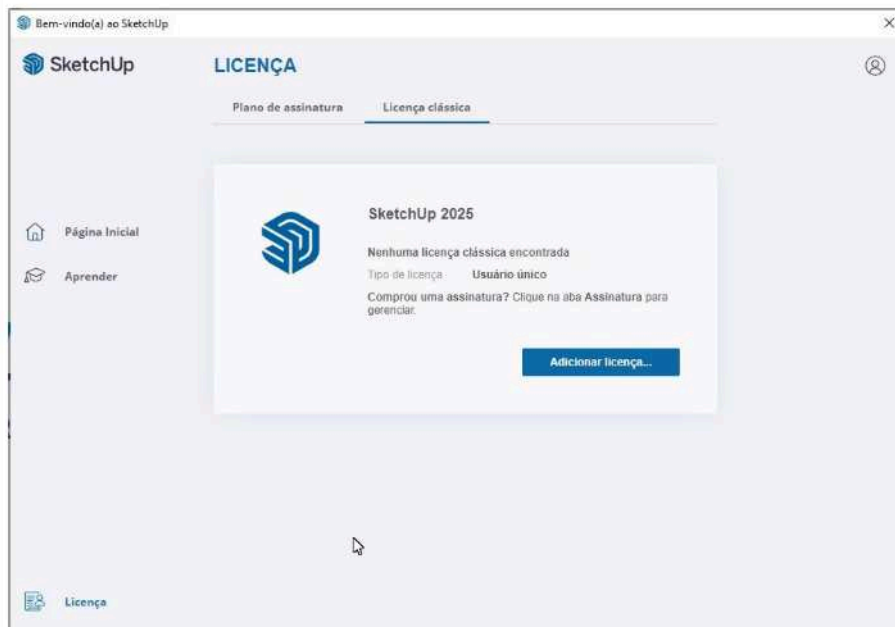 Bem-vindo(a) ao SketchUp
SketchUp
LICENÇA
Plano de assinatura
Licença clássica
SketchUp 2025
Nenhuma licença clássica encontrada
Tipo de licença Usuário único
Comprou uma assinatura? Clique na aba Assinatura para
gerenciar.
Adicionar licença...
Página Inicial
Aprender
Licença